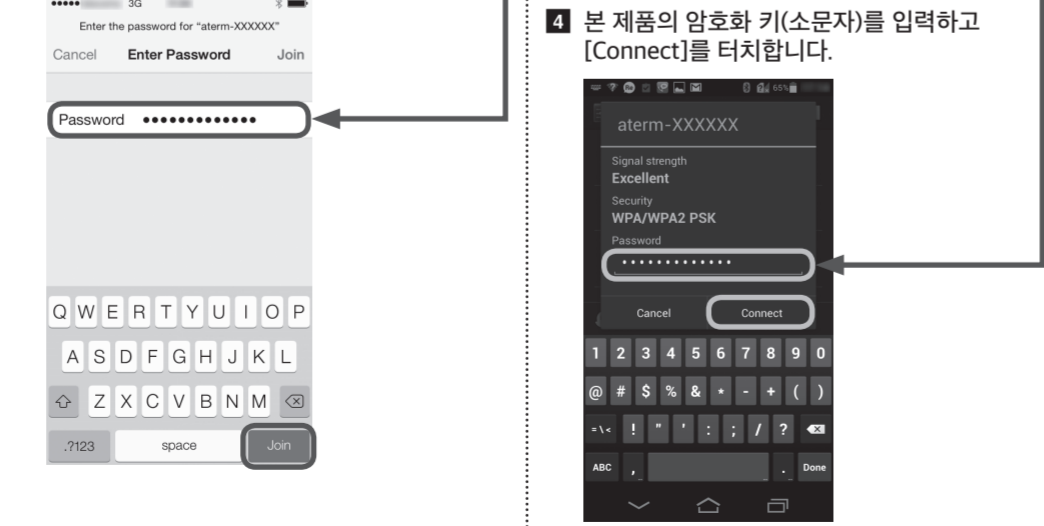 3G
Enter the password for “aterm-XXXXXX”
Cancel Enter Password Join
Password •••••••••••••
Q W E R T Y U I O P
A S D F G H J K L
Z X C V B N M
.?123 space Join
4 본 제품의 암호화 키(소문자)를 입력하고
[Connect]를 터치합니다.
65%
aterm-XXXXXX
Signal strength
Excellent
Security
WPA/WPA2 PSK
Password
•••••••••••••
Cancel Connect
1 2 3 4 5 6 7 8 9 0
@ # $ % & * - + ( )
=\< ! " ' : ; / ?
ABC , . Done